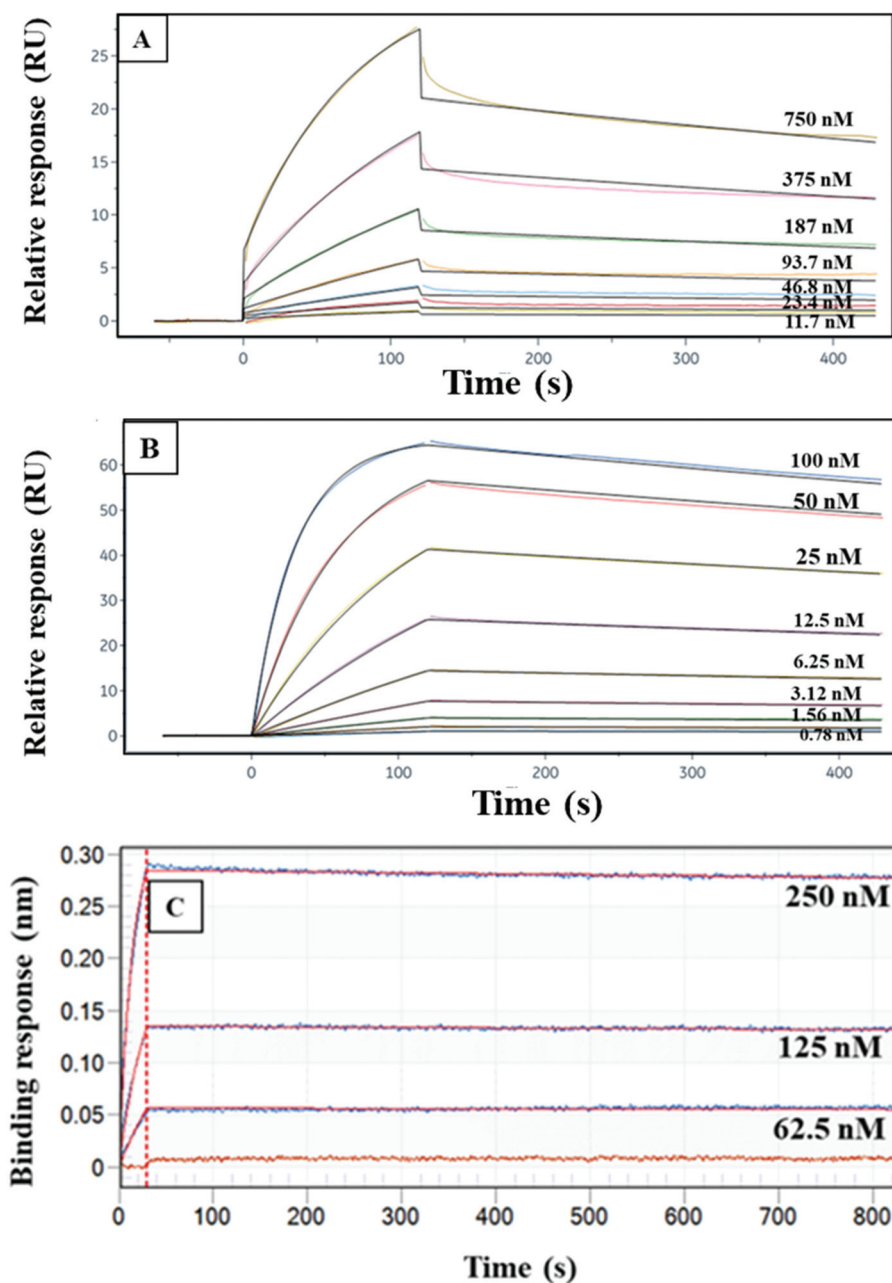 A
Relative response (RU)
25
20
15
10
5
0
750 nM
375 nM
187 nM
93.7 nM
46.8 nM
23.4 nM
11.7 nM
0
100
200
300
400
Time (s)
B
Relative response (RU)
60
50
40
30
20
10
0
100 nM
50 nM
25 nM
12.5 nM
6.25 nM
3.12 nM
1.56 nM
0.78 nM
0
100
200
300
400
Time (s)
C
Binding response (nm)
0.30
0.25
0.20
0.15
0.10
0.05
0
250 nM
125 nM
62.5 nM
0
100
200
300
400
500
600
700
800
Time (s)